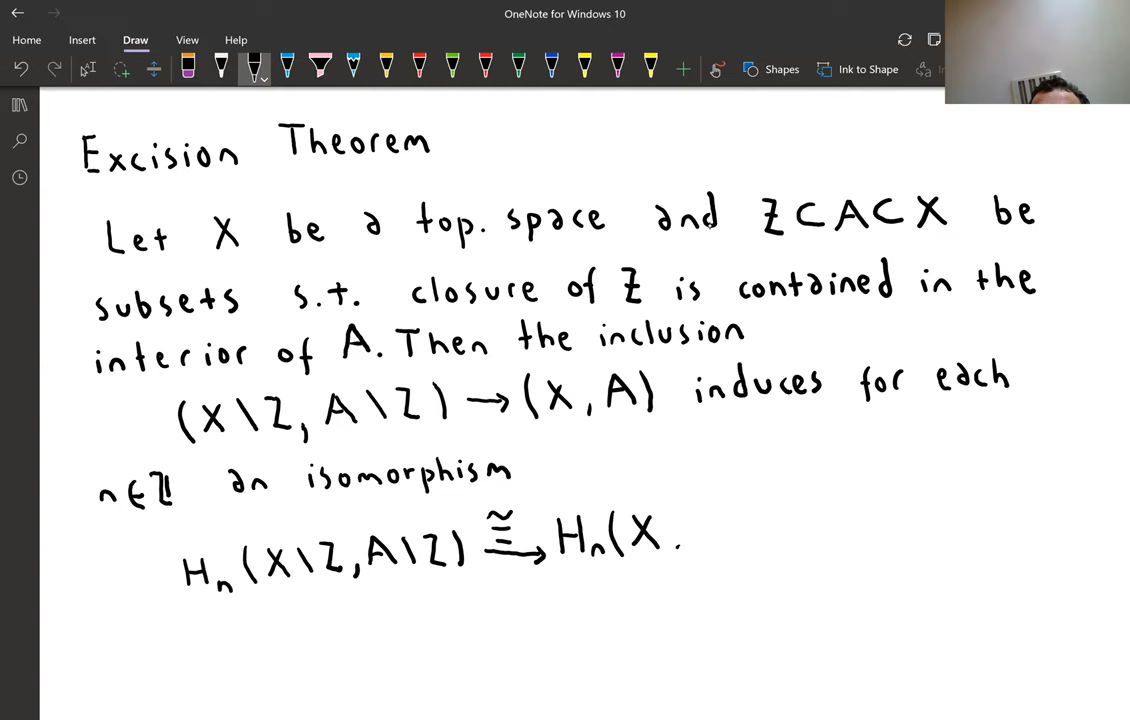 OneNote for Windows 10
Home Insert Draw View Help
Shapes Ink to Shape
Excision Theorem
Let X be a top. space and Z ⊂ A ⊂ X be
subsets s.t. closure of Z is contained in the
interior of A. Then the inclusion
(X \ Z, A \ Z) → (X, A) induces for each
n ∈ ℤ an isomorphism
Hₙ(X \ Z, A \ Z) ≅→ Hₙ(X .